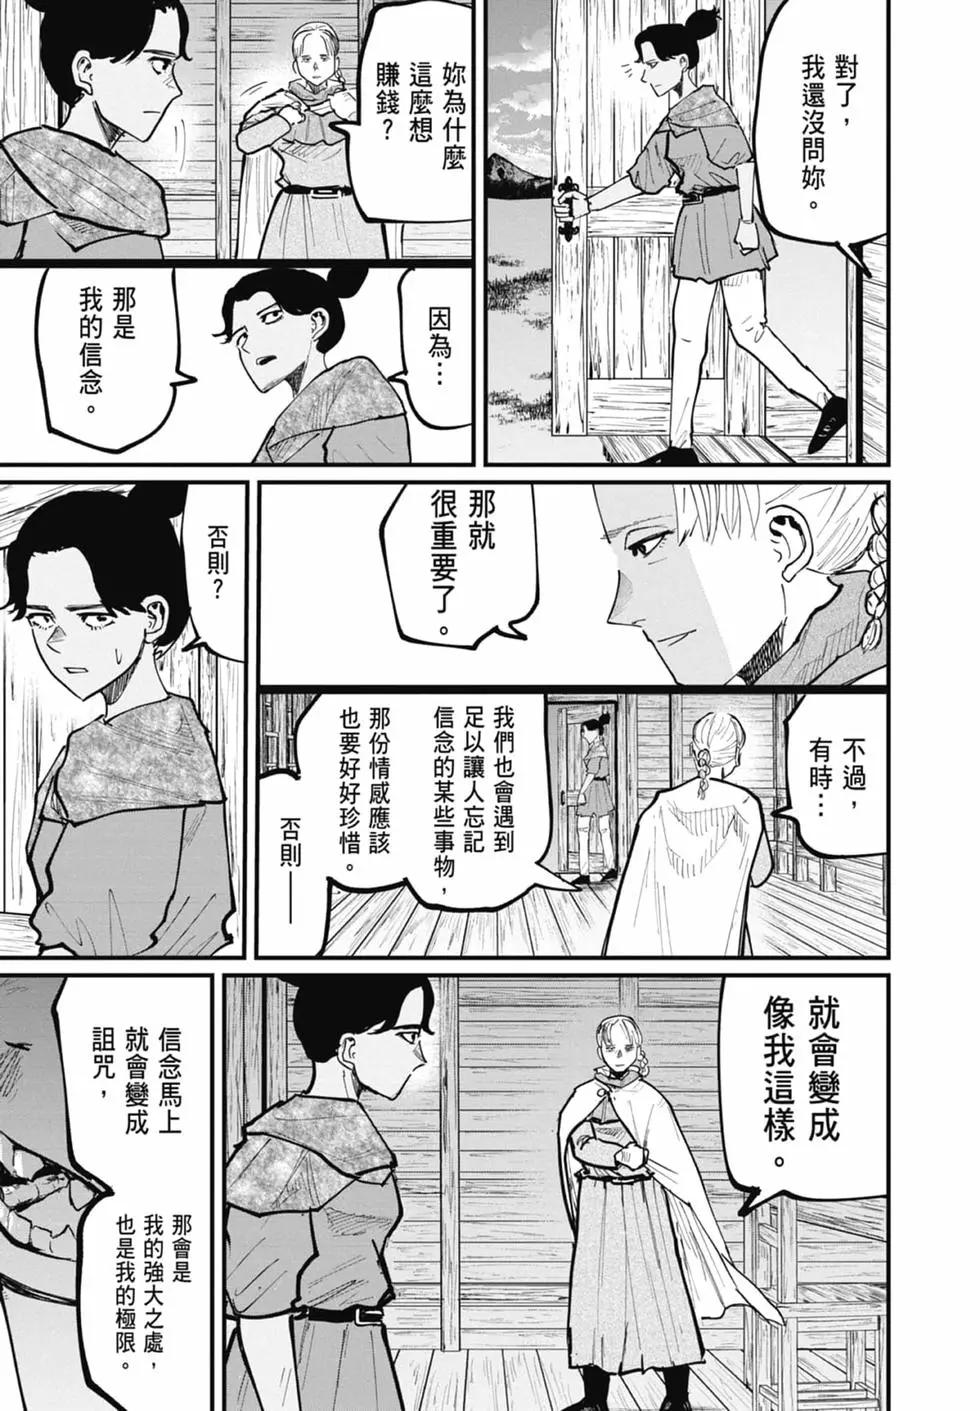 對了，
我還沒問妳。
妳為什麼
這麼想
賺錢？
因為…
那是
我的信念。
那就
很重要了。
否則？
不過，
有時…
我們也會遇到
足以讓人忘記
信念的某些事物，
那份情感應該
也要好好珍惜。
否則——
就會變成
像我這樣。
信念馬上
就會變成
詛咒，
那會是
我的強大之處，
也是我的極限。